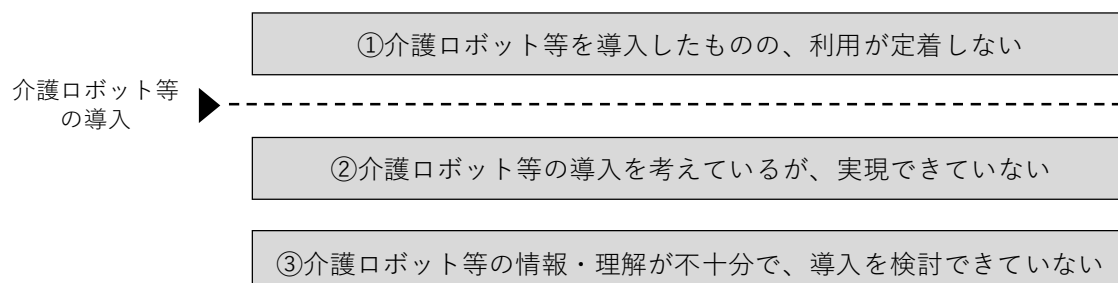 ①介護ロボット等を導入したものの、利用が定着しない
介護ロボット等
の導入
②介護ロボット等の導入を考えているが、実現できていない
③介護ロボット等の情報・理解が不十分で、導入を検討できていない